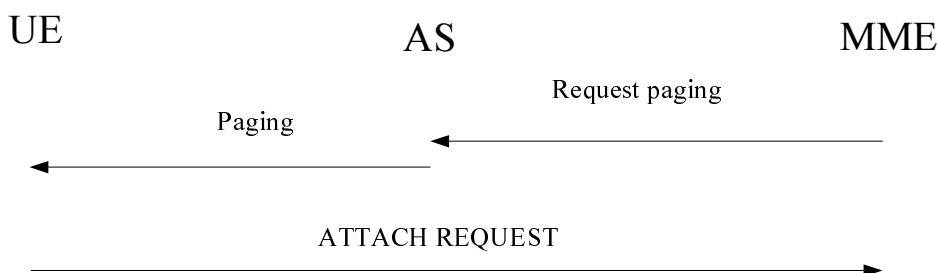 UE
AS
MME
Request paging
Paging
ATTACH REQUEST